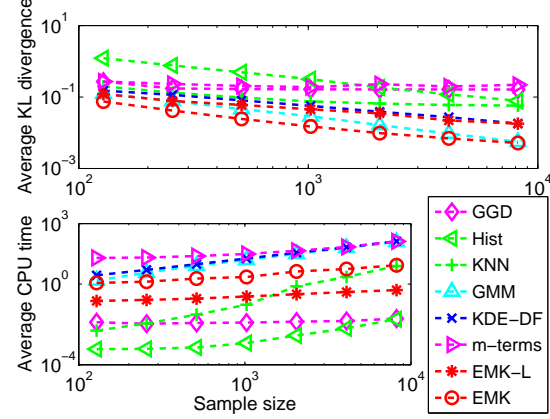 Average KL divergence
10^1
10^-1
10^-3
10^2
10^3
10^4
Average CPU time
10^3
10^0
10^-4
10^2
10^3
10^4
Sample size
GGD
Hist
KNN
GMM
KDE-DF
m-terms
EMK-L
EMK